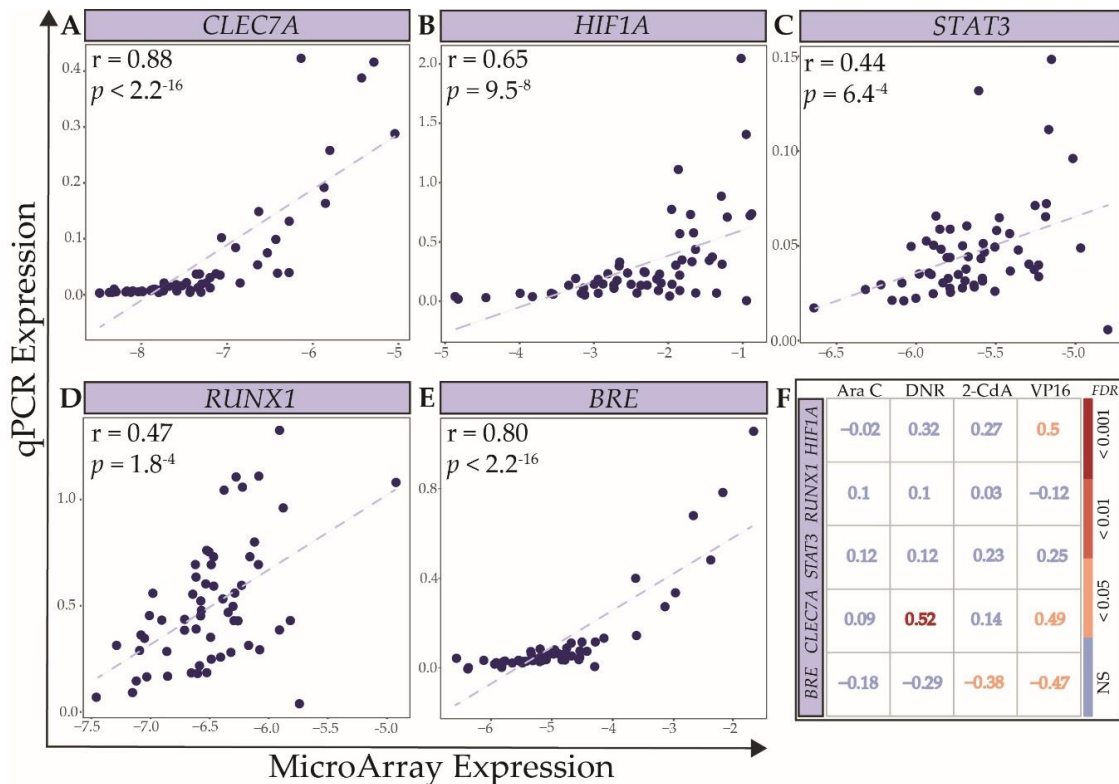 A CLEC7A
r = 0.88
p < 2.2-16
0.4
0.3
0.2
0.1
0.0
−8 −7 −6 −5
B HIF1A
r = 0.65
p = 9.5-8
2.0
1.5
1.0
0.5
0.0
−5 −4 −3 −2 −1
C STAT3
r = 0.44
p = 6.4-4
0.15
0.10
0.05
0.00
−6.5 −6.0 −5.5 −5.0
D RUNX1
r = 0.47
p = 1.8-4
1.0
0.5
0.0
−7.5 −7.0 −6.5 −6.0 −5.5 −5.0
E BRE
r = 0.80
p < 2.2-16
0.8
0.4
0.0
−6 −5 −4 −3 −2
F Ara C DNR 2-CdA VP16 FDR
HIF1A −0.02 0.32 0.27 0.5
RUNX1 0.1 0.1 0.03 −0.12
STAT3 0.12 0.12 0.23 0.25
CLEC7A 0.09 0.52 0.14 0.49
BRE −0.18 −0.29 −0.38 −0.47
< 0.001
< 0.01
< 0.05
NS
qPCR Expression
MicroArray Expression